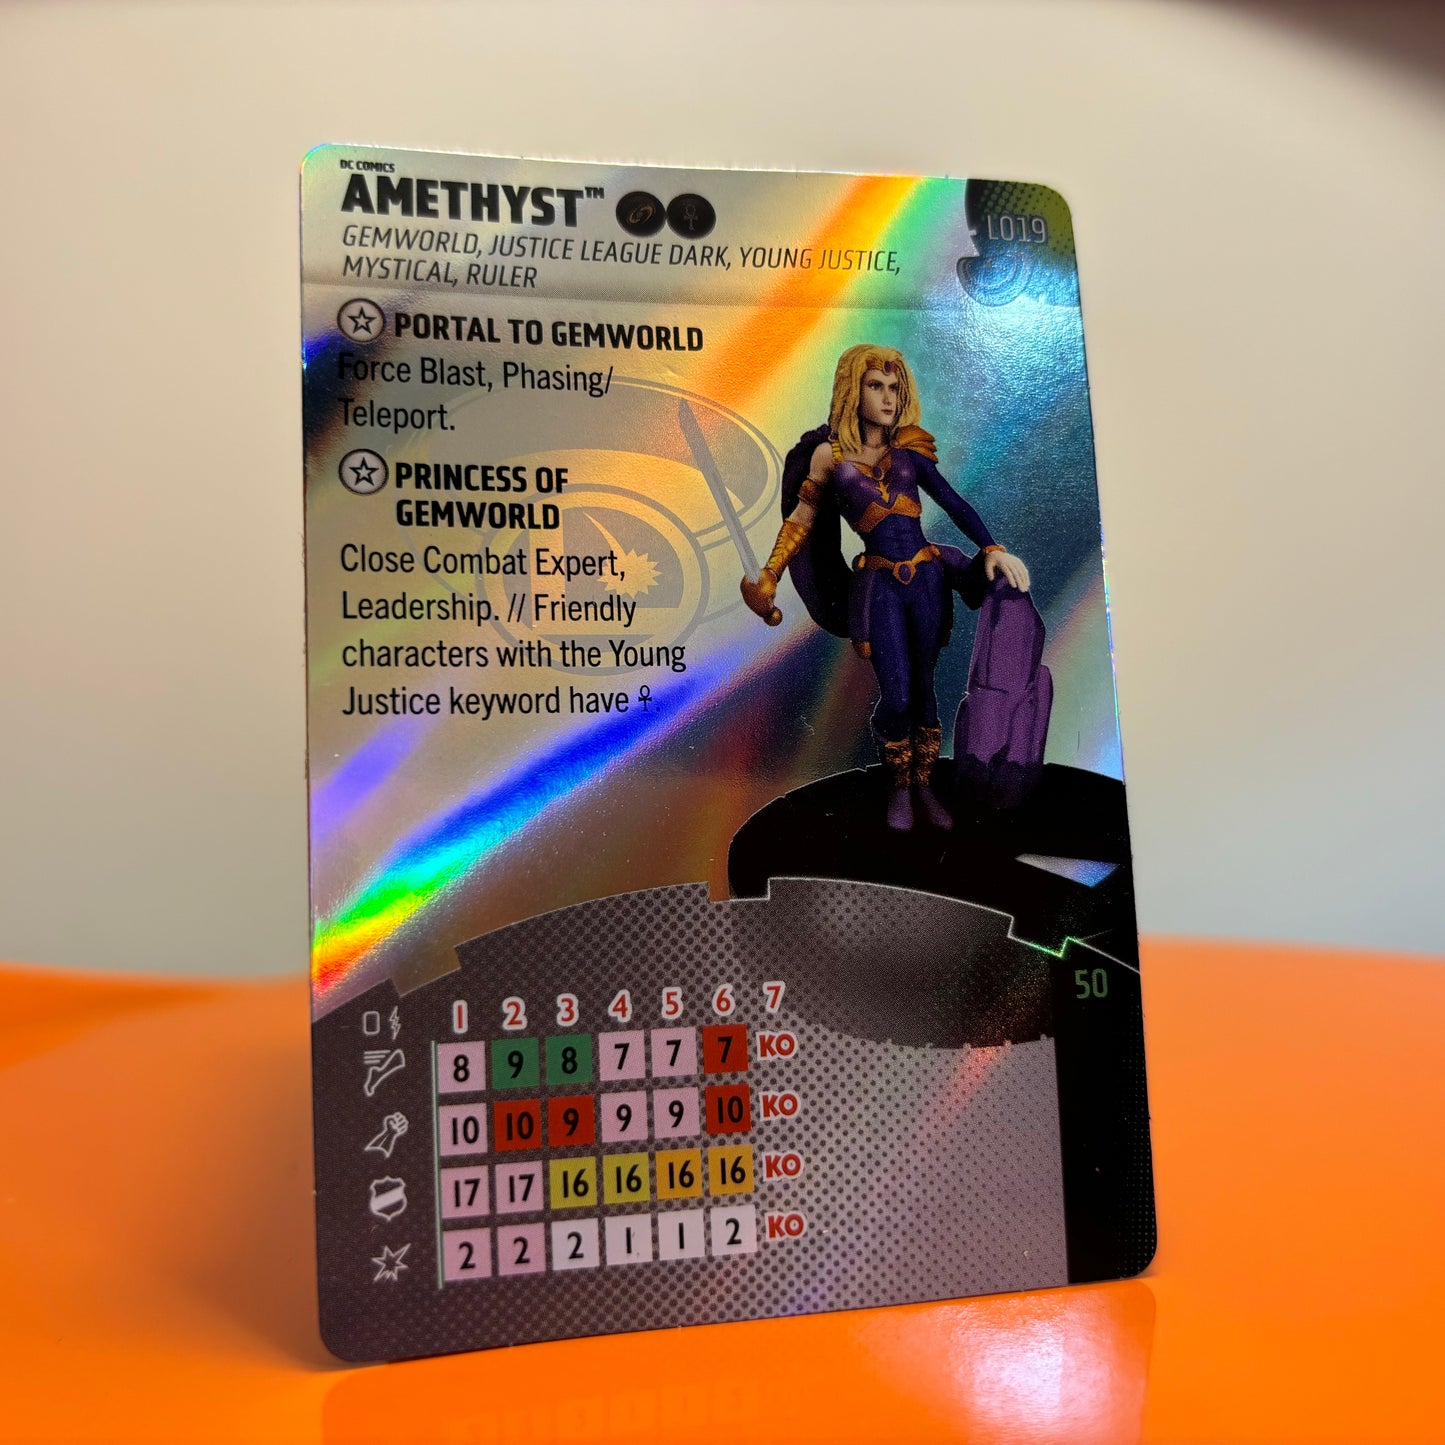 DC COMICS
AMETHYST™
L019
GEMWORLD, JUSTICE LEAGUE DARK, YOUNG JUSTICE,
MYSTICAL, RULER
PORTAL TO GEMWORLD
Force Blast, Phasing/
Teleport.
PRINCESS OF
GEMWORLD
Close Combat Expert,
Leadership. // Friendly
characters with the Young
Justice keyword have ☥.
50
0 1 2 3 4 5 6 7
8 9 8 7 7 7 KO
10 10 9 9 9 10 KO
17 17 16 16 16 16 KO
2 2 2 1 1 2 KO